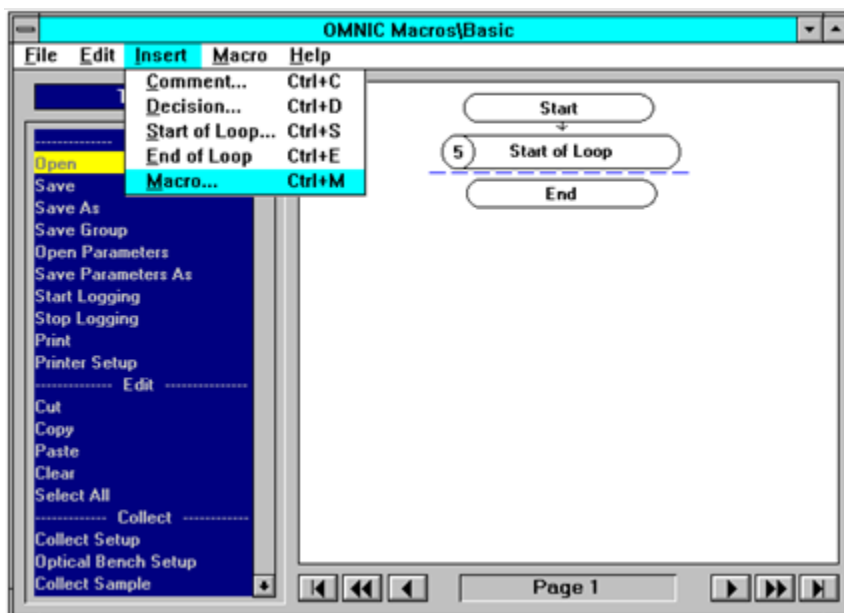 OMNIC Macros\Basic
File Edit Insert Macro Help
Comment... Ctrl+C
Decision... Ctrl+D
Start of Loop... Ctrl+S
End of Loop Ctrl+E
Macro... Ctrl+M
Open
Save
Save As
Save Group
Open Parameters
Save Parameters As
Start Logging
Stop Logging
Print
Printer Setup
Edit
Cut
Copy
Paste
Clear
Select All
Collect
Collect Setup
Optical Bench Setup
Collect Sample
Start
5 Start of Loop
End
Page 1